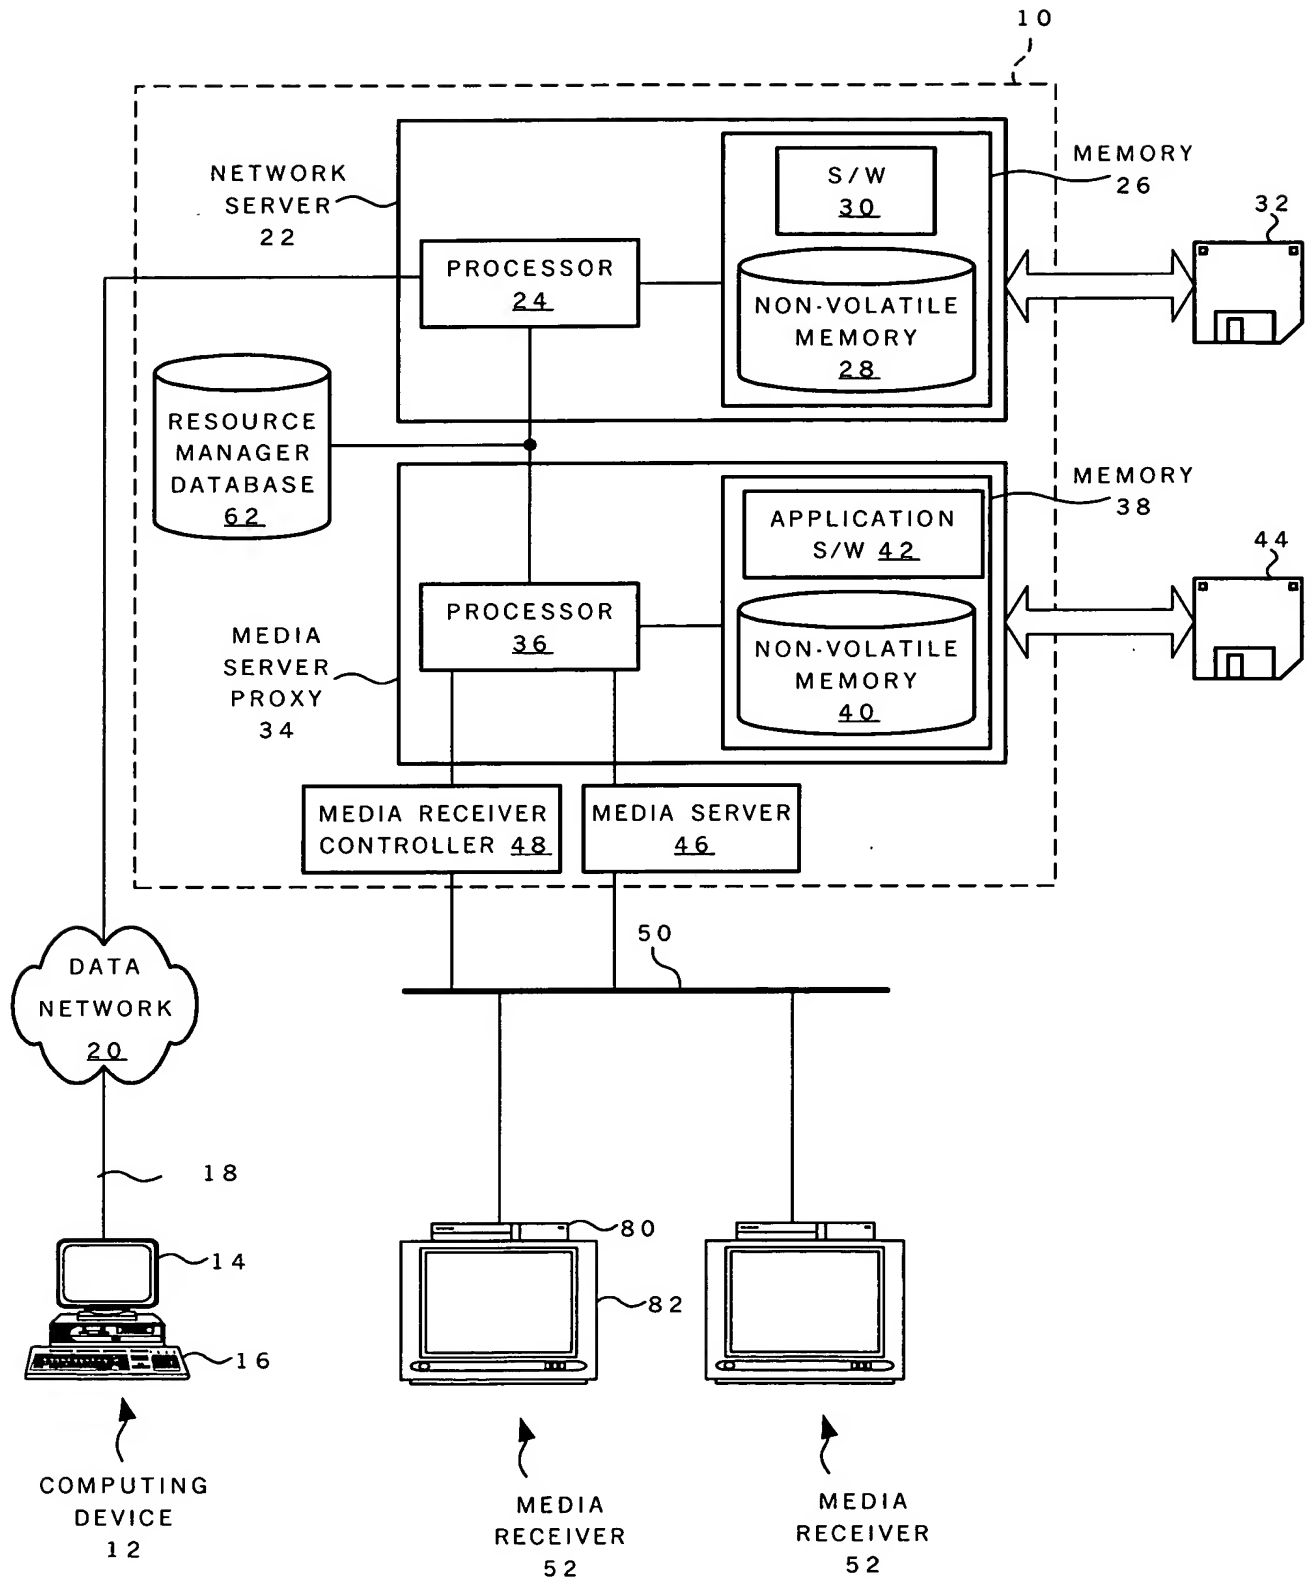 10
NETWORK
SERVER
22
S/W
30
MEMORY
26
32
PROCESSOR
24
NON-VOLATILE
MEMORY
28
RESOURCE
MANAGER
DATABASE
62
MEMORY
38
APPLICATION
S/W 42
44
PROCESSOR
36
MEDIA
SERVER
PROXY
34
NON-VOLATILE
MEMORY
40
MEDIA RECEIVER
CONTROLLER 48
MEDIA SERVER
46
50
DATA
NETWORK
20
18
14
16
80
82
COMPUTING
DEVICE
12
MEDIA
RECEIVER
52
MEDIA
RECEIVER
52